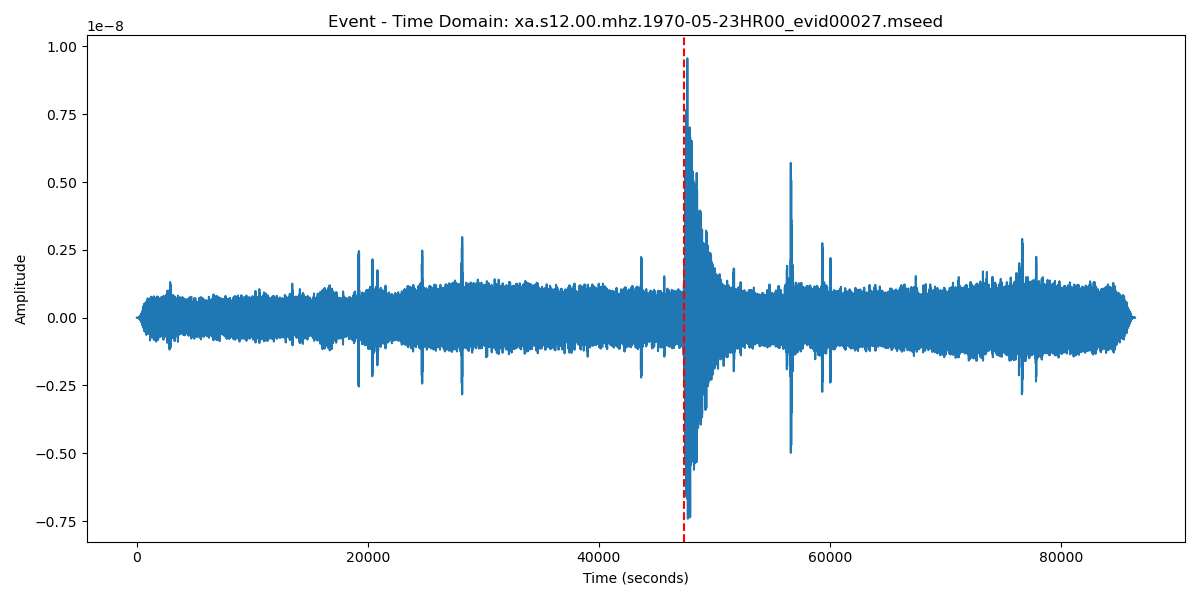 Event - Time Domain: xa.s12.00.mhz.1970-05-23HR00_evid00027.mseed
1e−8
1.00
0.75
0.50
0.25
0.00
−0.25
−0.50
−0.75
Amplitude
0 20000 40000 60000 80000
Time (seconds)